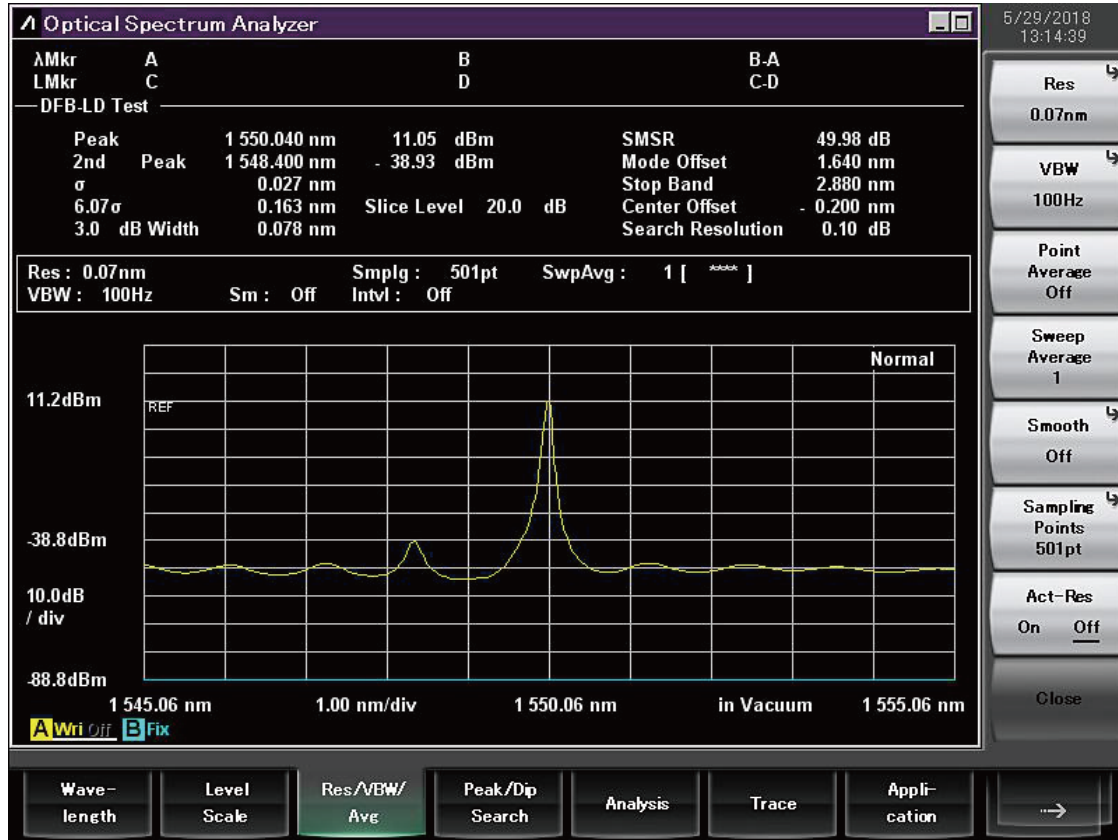 Optical Spectrum Analyzer
λMkr A B B-A
LMkr C D C-D
DFB-LD Test
Peak 1 550.040 nm 11.05 dBm SMSR 49.98 dB
2nd Peak 1 548.400 nm - 38.93 dBm Mode Offset 1.640 nm
σ 0.027 nm Stop Band 2.880 nm
6.07σ 0.163 nm Slice Level 20.0 dB Center Offset - 0.200 nm
3.0 dB Width 0.078 nm Search Resolution 0.10 dB
Res : 0.07nm Smplg : 501pt SwpAvg : 1 [ **** ]
VBW : 100Hz Sm : Off Intvl : Off
Normal
11.2dBm
REF
-38.8dBm
10.0dB
/ div
-88.8dBm
1 545.06 nm 1.00 nm/div 1 550.06 nm in Vacuum 1 555.06 nm
A Wri Off B Fix
5/29/2018
13:14:39
Res
0.07nm
VBW
100Hz
Point
Average
Off
Sweep
Average
1
Smooth
Off
Sampling
Points
501pt
Act-Res
On Off
Close
Wave-
length
Level
Scale
Res/VBW/
Avg
Peak/Dip
Search
Analysis
Trace
Appli-
cation